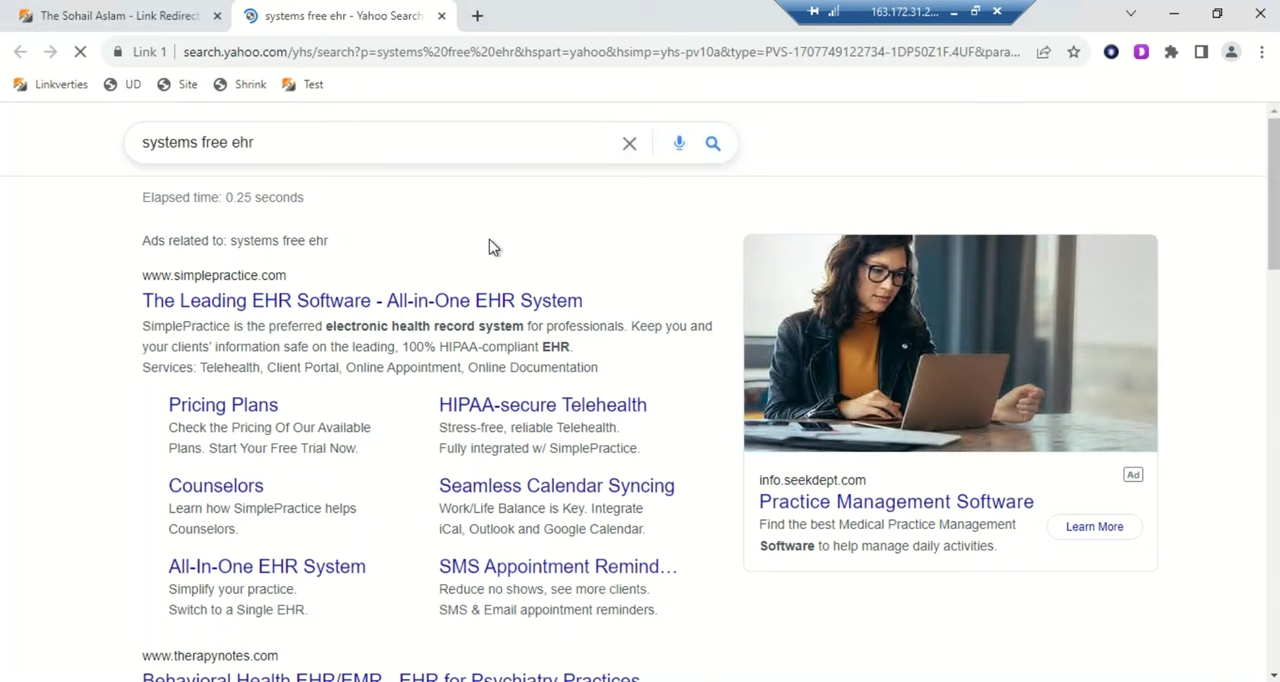 The Sohail Aslam - Link Redirect
systems free ehr - Yahoo Search
163.172.31.2...
Link 1
search.yahoo.com/yhs/search?p=systems%20free%20ehr&hspart=yahoo&hsimp=yhs-pv10a&type=PVS-1707749122734-1DP50Z1F.4UF&para...
Linkverties
UD
Site
Shrink
Test
systems free ehr
Elapsed time: 0.25 seconds
Ads related to: systems free ehr
www.simplepractice.com
The Leading EHR Software - All-in-One EHR System
SimplePractice is the preferred electronic health record system for professionals. Keep you and
your clients' information safe on the leading, 100% HIPAA-compliant EHR.
Services: Telehealth, Client Portal, Online Appointment, Online Documentation
Pricing Plans
Check the Pricing Of Our Available
Plans. Start Your Free Trial Now.
HIPAA-secure Telehealth
Stress-free, reliable Telehealth.
Fully integrated w/ SimplePractice.
Counselors
Learn how SimplePractice helps
Counselors.
Seamless Calendar Syncing
Work/Life Balance is Key. Integrate
iCal, Outlook and Google Calendar.
All-In-One EHR System
Simplify your practice.
Switch to a Single EHR.
SMS Appointment Remind...
Reduce no shows, see more clients.
SMS & Email appointment reminders.
www.therapynotes.com
Behavioral Health EHR/EMR - EHR for Psychiatry Practices
info.seekdept.com
Ad
Practice Management Software
Find the best Medical Practice Management
Software to help manage daily activities.
Learn More